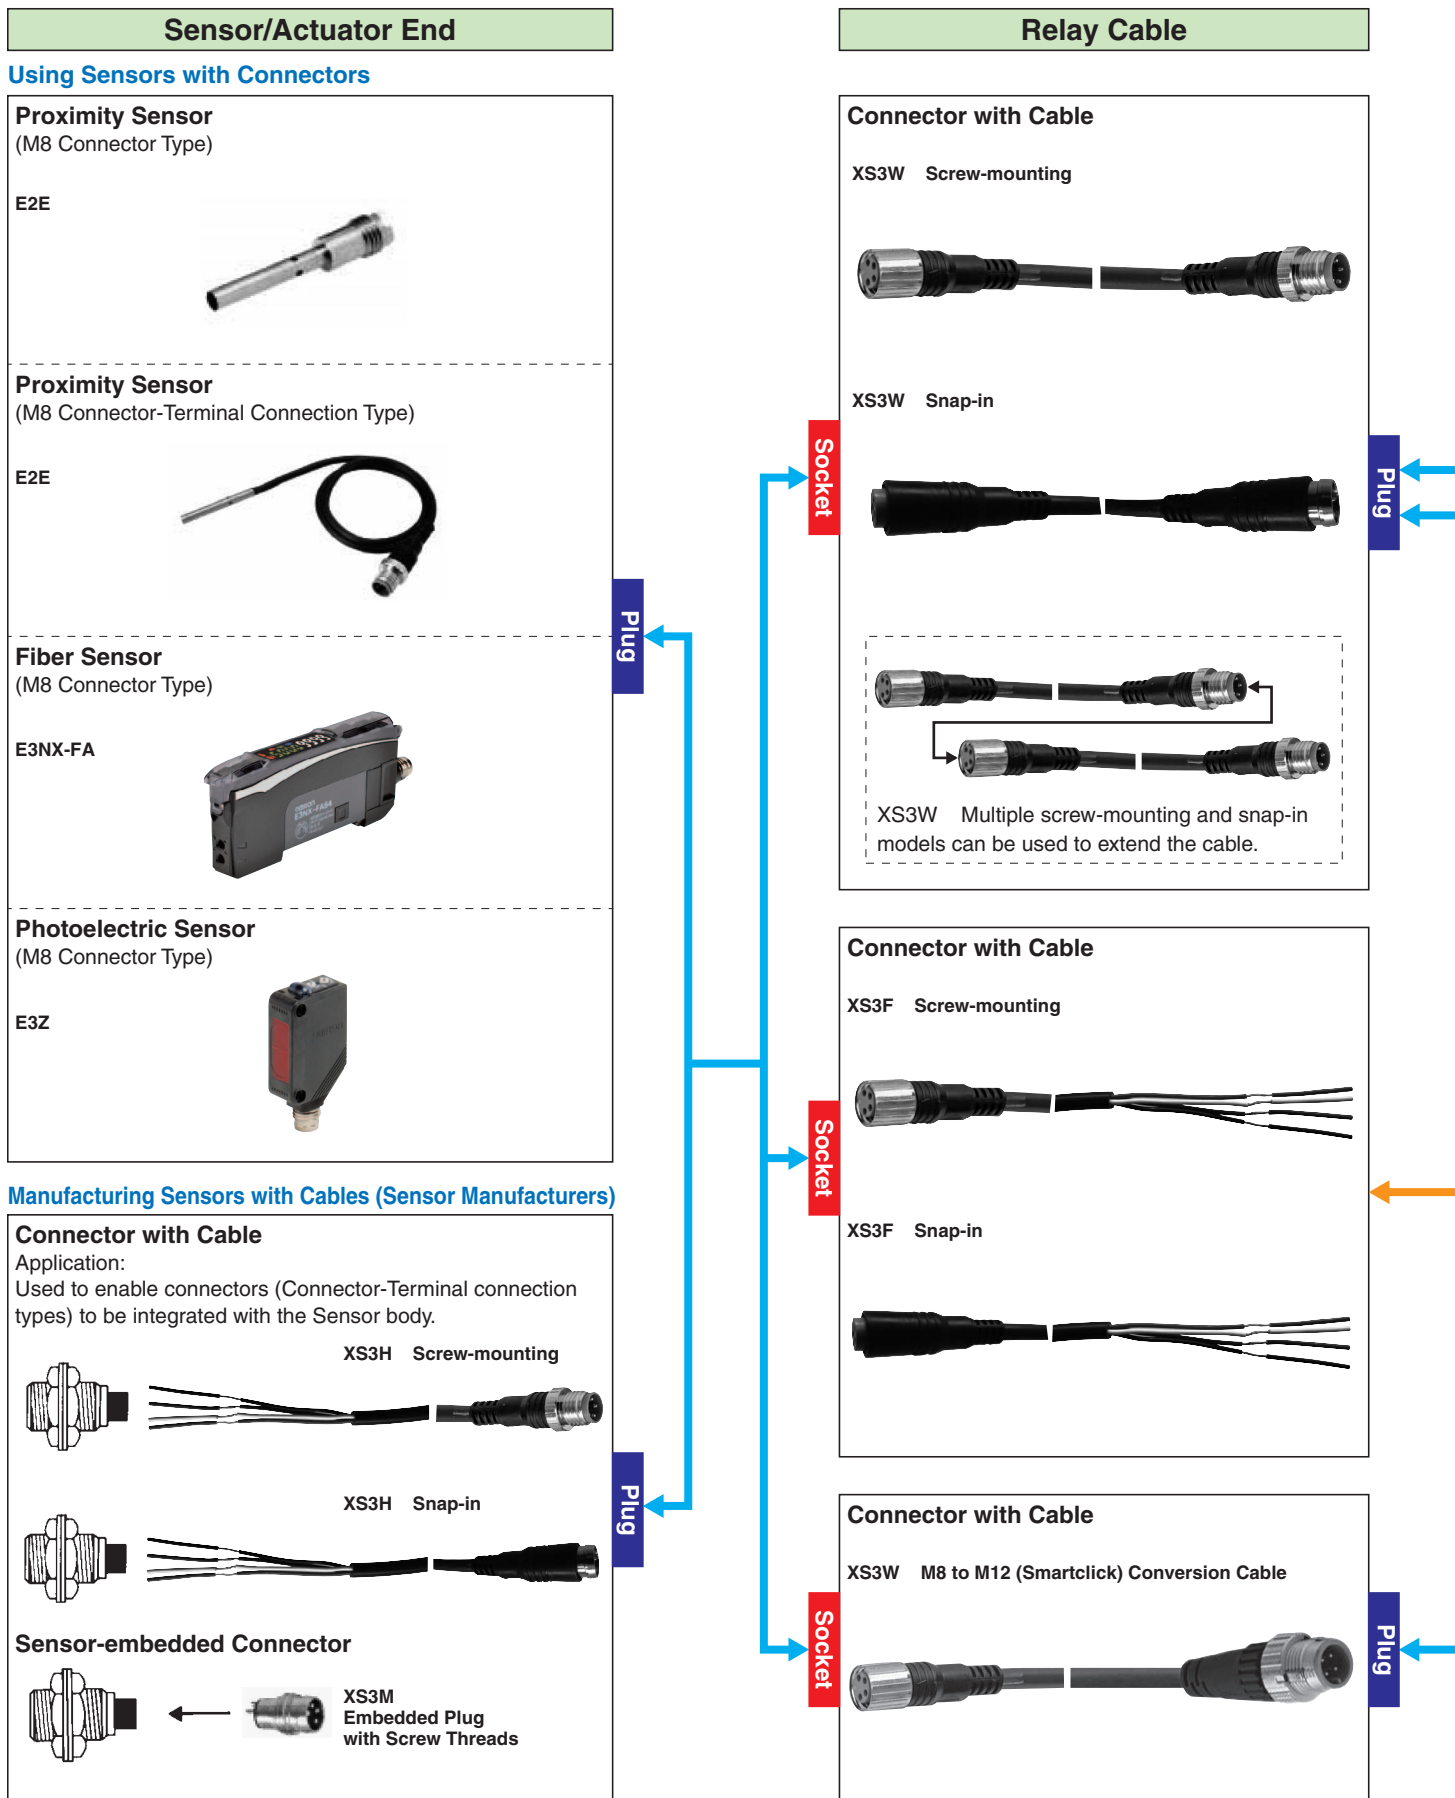 Sensor/Actuator End
Using Sensors with Connectors
Proximity Sensor
(M8 Connector Type)
E2E
Proximity Sensor
(M8 Connector-Terminal Connection Type)
E2E
Plug
Fiber Sensor
(M8 Connector Type)
E3NX-FA
Photoelectric Sensor
(M8 Connector Type)
E3Z
Manufacturing Sensors with Cables (Sensor Manufacturers)
Connector with Cable
Application:
Used to enable connectors (Connector-Terminal connection
types) to be integrated with the Sensor body.
XS3H Screw-mounting
XS3H Snap-in
Plug
Sensor-embedded Connector
XS3M
Embedded Plug
with Screw Threads
Relay Cable
Connector with Cable
XS3W Screw-mounting
XS3W Snap-in
Socket
Plug
XS3W Multiple screw-mounting and snap-in
models can be used to extend the cable.
Connector with Cable
XS3F Screw-mounting
Socket
XS3F Snap-in
Connector with Cable
XS3W M8 to M12 (Smartclick) Conversion Cable
Socket
Plug